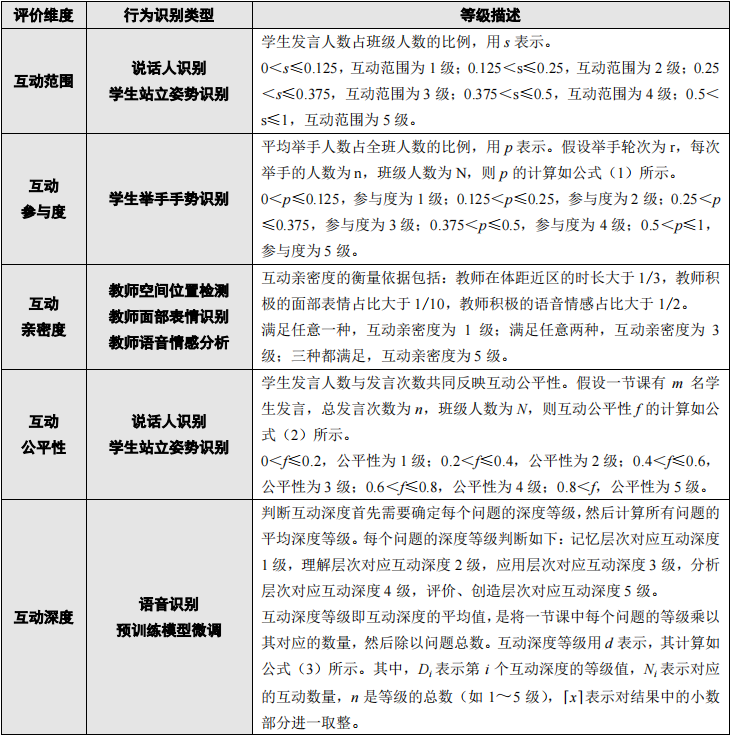 评价维度 行为识别类型 等级描述
互动范围
说话人识别
学生站立姿势识别
学生发言人数占班级人数的比例，用 s 表示。
0＜s≤0.125，互动范围为 1 级；0.125＜s≤0.25，互动范围为 2 级；0.25
＜s≤0.375，互动范围为 3 级；0.375＜s≤0.5，互动范围为 4 级；0.5＜
s≤1，互动范围为 5 级。
互动
参与度
学生举手手势识别
平均举手人数占全班人数的比例，用 p 表示。假设举手轮次为 r，每次
举手的人数为 n，班级人数为 N，则 p 的计算如公式（1）所示。
0＜p≤0.125，参与度为 1 级；0.125＜p≤0.25，参与度为 2 级；0.25＜p
≤0.375，参与度为 3 级；0.375＜p≤0.5，参与度为 4 级；0.5＜p≤1，
参与度为 5 级。
互动
亲密度
教师空间位置检测
教师面部表情识别
教师语音情感分析
互动亲密度的衡量依据包括：教师在体距近区的时长大于 1/3，教师积
极的面部表情占比大于 1/10，教师积极的语音情感占比大于 1/2。
满足任意一种，互动亲密度为 1 级；满足任意两种，互动亲密度为 3
级；三种都满足，互动亲密度为 5 级。
互动
公平性
说话人识别
学生站立姿势识别
学生发言人数与发言次数共同反映互动公平性。假设一节课有 m 名学
生发言，总发言次数为 n，班级人数为 N，则互动公平性 f 的计算如公
式（2）所示。
0＜f≤0.2，公平性为 1 级；0.2＜f≤0.4，公平性为 2 级；0.4＜f≤0.6，
公平性为 3 级；0.6＜f≤0.8，公平性为 4 级；0.8＜f，公平性为 5 级。
互动深度
语音识别
预训练模型微调
判断互动深度首先需要确定每个问题的深度等级，然后计算所有问题的
平均深度等级。每个问题的深度等级判断如下：记忆层次对应互动深度
1 级，理解层次对应互动深度 2 级，应用层次对应互动深度 3 级，分析
层次对应互动深度 4 级，评价、创造层次对应互动深度 5 级。
互动深度等级即互动深度的平均值，是将一节课中每个问题的等级乘以
其对应的数量，然后除以问题总数。互动深度等级用 d 表示，其计算如
公式（3）所示。其中，Di 表示第 i 个互动深度的等级值，Ni 表示对应
的互动数量，n 是等级的总数（如 1～5 级），⌈x⌉表示对结果中的小数
部分进一取整。